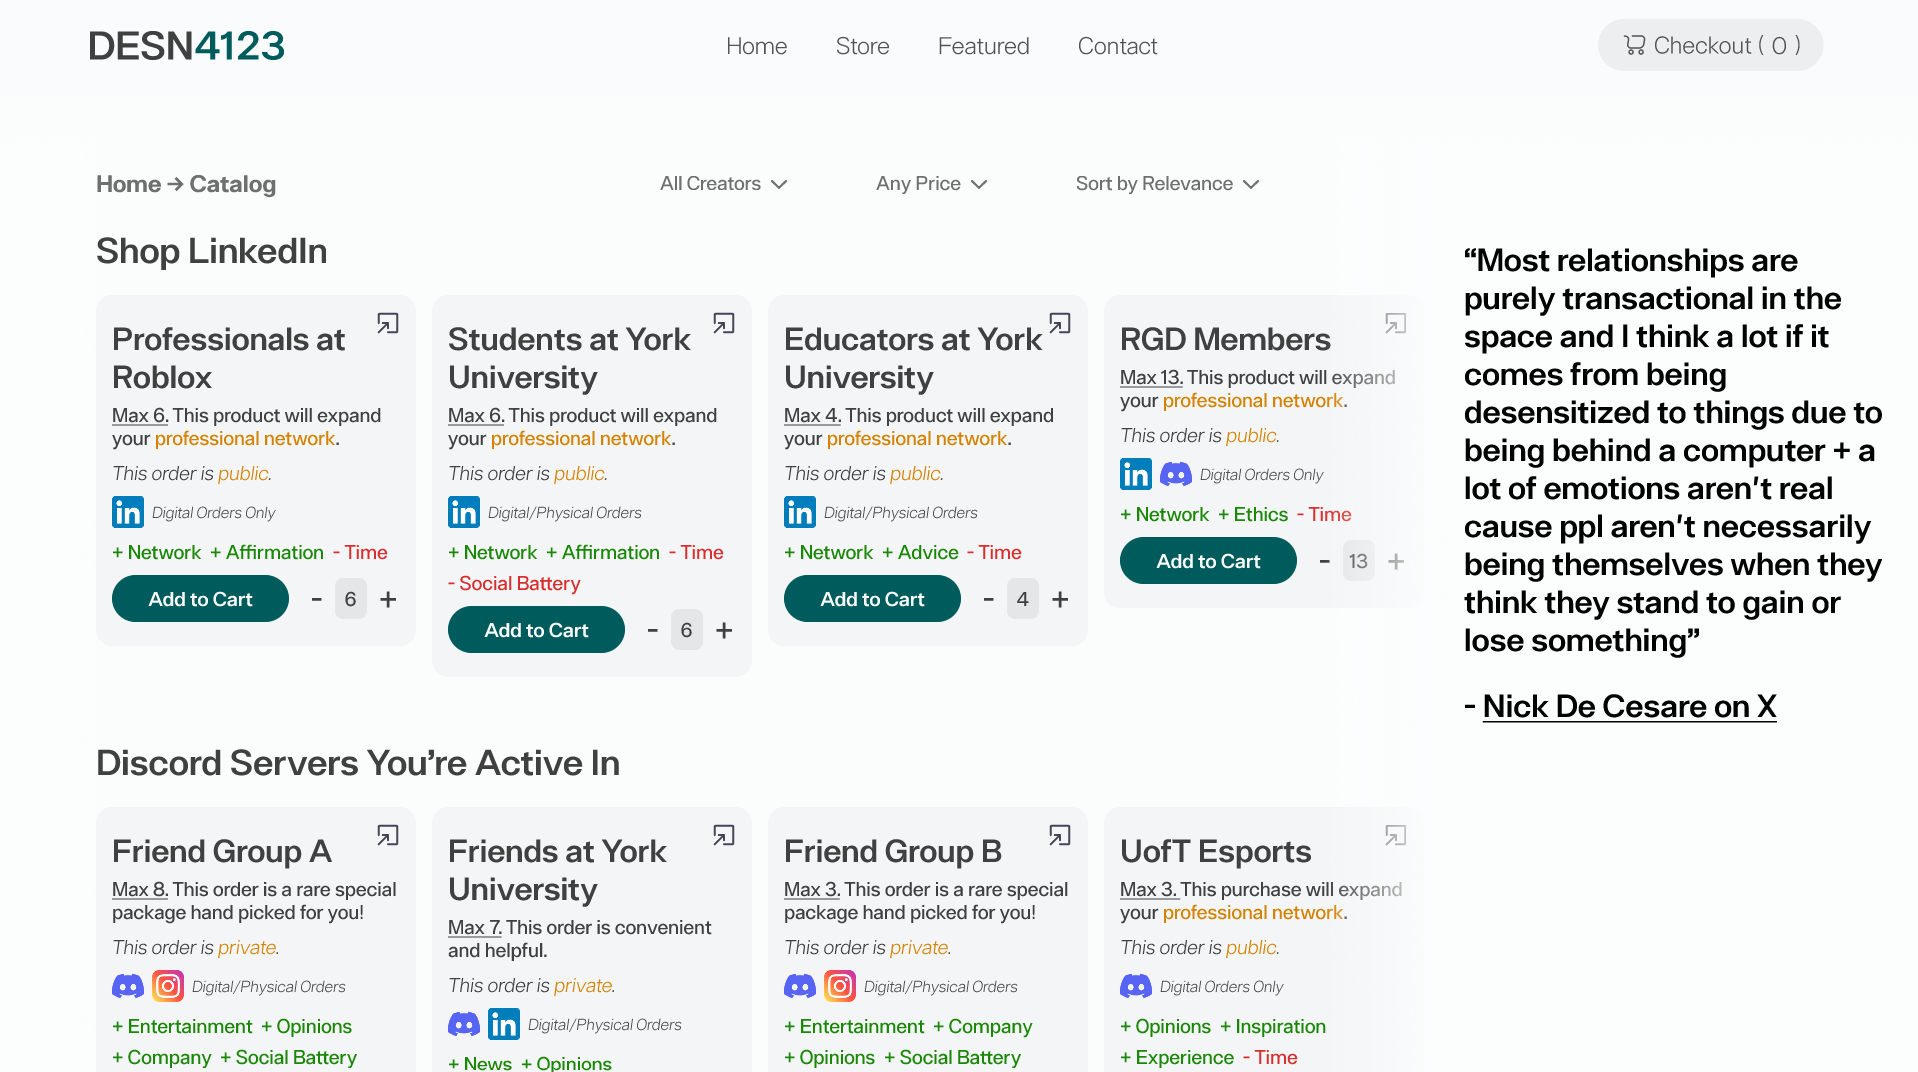 DESN4123
Home Store Featured Contact
Checkout ( 0 )
Home → Catalog
All Creators
Any Price
Sort by Relevance
Shop LinkedIn
Professionals at
Roblox
Max 6. This product will expand
your professional network.
This order is public.
Digital Orders Only
+ Network + Affirmation - Time
Add to Cart - 6 +
Students at York
University
Max 6. This product will expand
your professional network.
This order is public.
Digital/Physical Orders
+ Network + Affirmation - Time
- Social Battery
Add to Cart - 6 +
Educators at York
University
Max 4. This product will expand
your professional network.
This order is public.
Digital/Physical Orders
+ Network + Advice - Time
Add to Cart - 4 +
RGD Members
Max 13. This product will expand
your professional network.
This order is public.
Digital Orders Only
+ Network + Ethics - Time
Add to Cart - 13 +
“Most relationships are
purely transactional in the
space and I think a lot if it
comes from being
desensitized to things due to
being behind a computer + a
lot of emotions aren't real
cause ppl aren't necessarily
being themselves when they
think they stand to gain or
lose something”
- Nick De Cesare on X
Discord Servers You’re Active In
Friend Group A
Max 8. This order is a rare special
package hand picked for you!
This order is private.
Digital/Physical Orders
+ Entertainment + Opinions
+ Company + Social Battery
Friends at York
University
Max 7. This order is convenient
and helpful.
This order is private.
Digital/Physical Orders
+ News + Opinions
Friend Group B
Max 3. This order is a rare special
package hand picked for you!
This order is private.
Digital/Physical Orders
+ Entertainment + Company
+ Opinions + Social Battery
UofT Esports
Max 3. This purchase will expand
your professional network.
This order is public.
Digital Orders Only
+ Opinions + Inspiration
+ Experience - Time